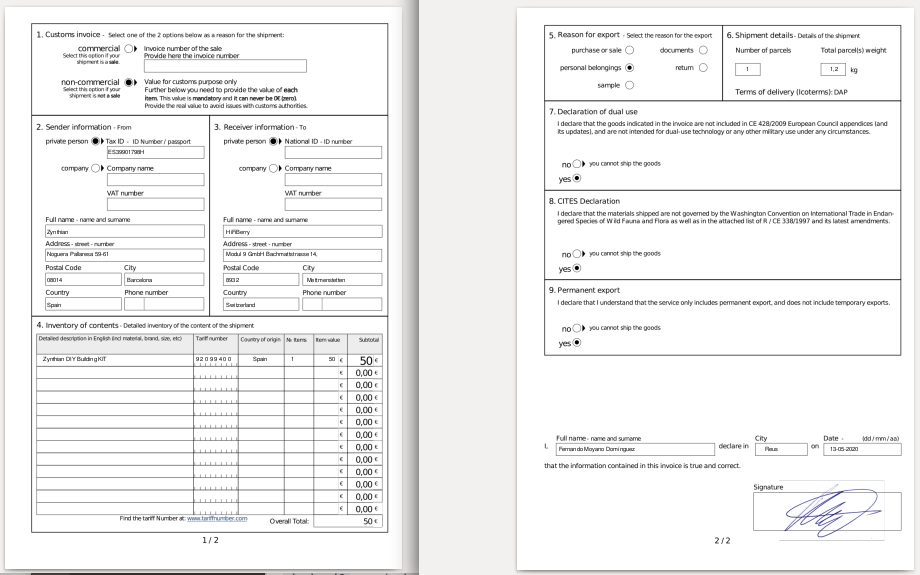 1. Customs invoice - Select one of the 2 options below as a reason for the shipment:
commercial
Select this option if your shipment is a sale.
Invoice number of the sale
Provide here the invoice number
non-commercial
Select this option if your shipment is not a sale
Value for customs purpose only
Further below you need to provide the value of each
item. This value is mandatory and it can never be 0€ (zero).
Provide the real value to avoid issues with customs authorities.
2. Sender information - From
private person
Tax ID - ID Number / passport
ES39901798H
company
Company name
VAT number
Full name - name and surname
Zynthian
Address - street - number
Noguera Pallaresa 59-61
Postal Code
City
08014
Barcelona
Country
Phone number
Spain
3. Receiver information - To
private person
National ID - ID number
company
Company name
VAT number
Full name - name and surname
HiFiBerry
Address - street - number
Modul 9 GmbH Bachmattstrasse 14,
Postal Code
City
8932
Mettmenstetten
Country
Phone number
Switzerland
4. Inventory of contents - Detailed inventory of the content of the shipment
Detailed description in English (incl material, brand, size, etc) Tariff number Country of origin Nr. Items Item value Subtotal
Zynthian DIY Building KIT 92099400 Spain 1 50 € 50 €
€ 0,00 €
€ 0,00 €
€ 0,00 €
€ 0,00 €
€ 0,00 €
€ 0,00 €
€ 0,00 €
€ 0,00 €
€ 0,00 €
€ 0,00 €
€ 0,00 €
€ 0,00 €
Find the tariff Number at: www.tariffnumber.com
Overall Total: 50 €
1 / 2
5. Reason for export - Select the reason for the export
purchase or sale
documents
personal belongings
return
sample
6. Shipment details - Details of the shipment
Number of parcels
Total parcel(s) weight
1
1,2 kg
Terms of delivery (Icoterms): DAP
7. Declaration of dual use
I declare that the goods indicated in the invoice are not included in CE 428/2009 European Council appendices (and
its updates), and are not intended for dual-use technology or any other military use under any circumstances.
no you cannot ship the goods
yes
8. CITES Declaration
I declare that the materials shipped are not governed by the Washington Convention on International Trade in Endan-
gered Species of Wild Fauna and Flora as well as in the attached list of R / CE 338/1997 and its latest amendments.
no you cannot ship the goods
yes
9. Permanent export
I declare that I understand that the service only includes permanent export, and does not include temporary exports.
no you cannot ship the goods
yes
Full name - name and surname
City
Date - (dd/mm/aa)
I, Fernando Moyano Dominguez declare in Reus on 13-05-2020
that the information contained in this invoice is true and correct.
Signature
2 / 2